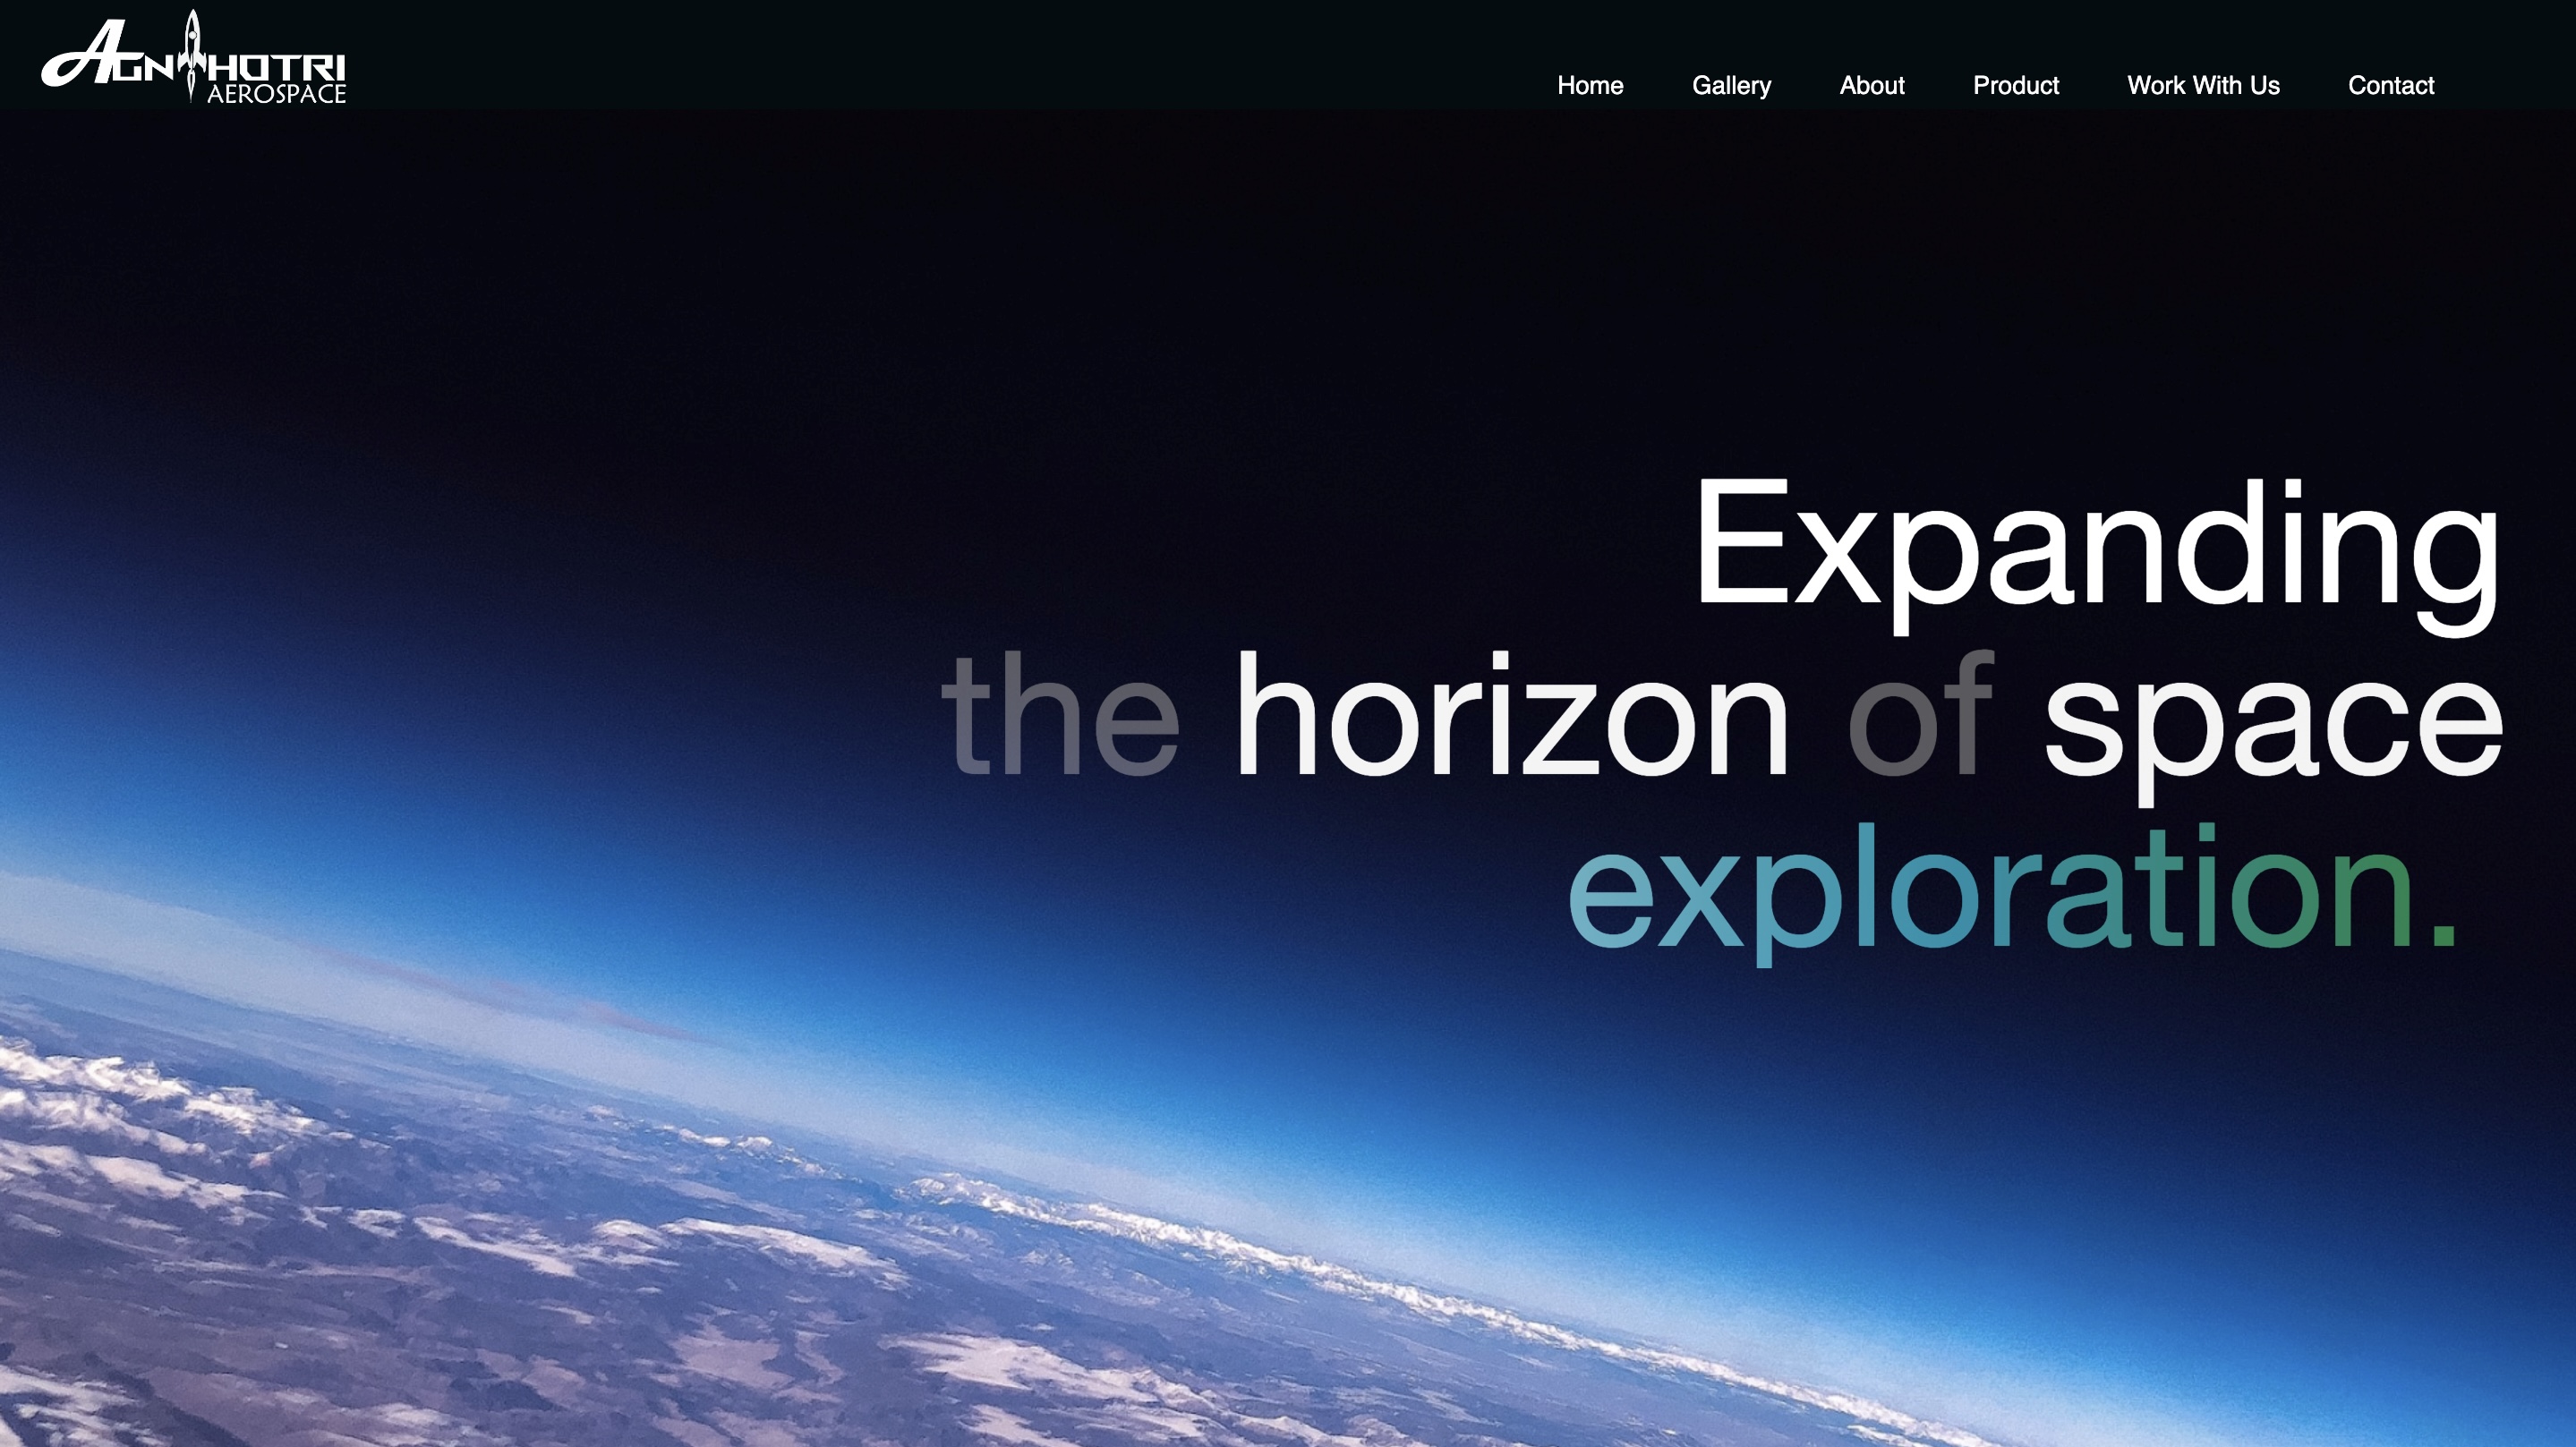 AGNIHOTRI
AEROSPACE
Home Gallery About Product Work With Us Contact
Expanding
the horizon of space
exploration.